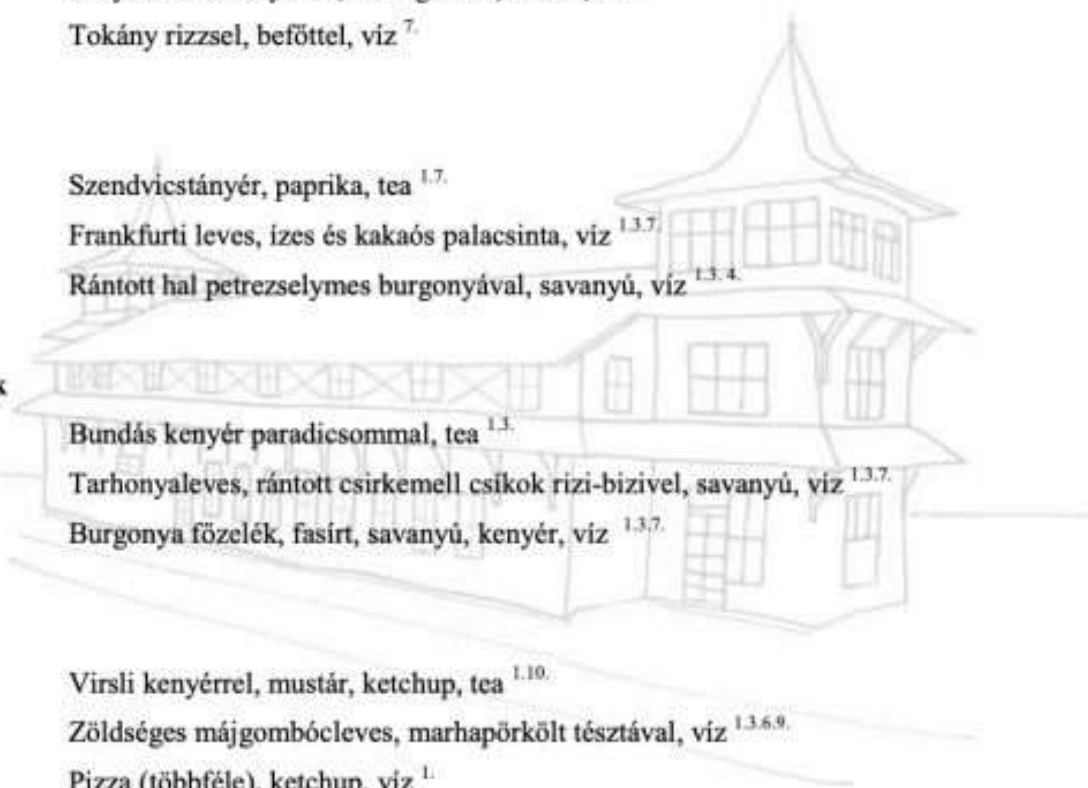 Tokány rizzsel, befőttel, víz 7.
Szendvicstányér, paprika, tea 1.7.
Frankfurti leves, ízes és kakaós palacsinta, víz 1.3.7.
Rántott hal petrezselymes burgonyával, savanyú, víz 1.3. 4.
Bundás kenyér paradicsommal, tea 1.3.
Tarhonyaleves, rántott csirkemell csíkok rizi-bizivel, savanyú, víz 1.3.7.
Burgonya főzelék, fasírt, savanyú, kenyér, víz 1.3.7.
Virsli kenyérrel, mustár, ketchup, tea 1.10.
Zöldséges májgombócleves, marhapörkölt tésztával, víz 1.3.6.9.
Pizza (többféle), ketchup, víz 1.